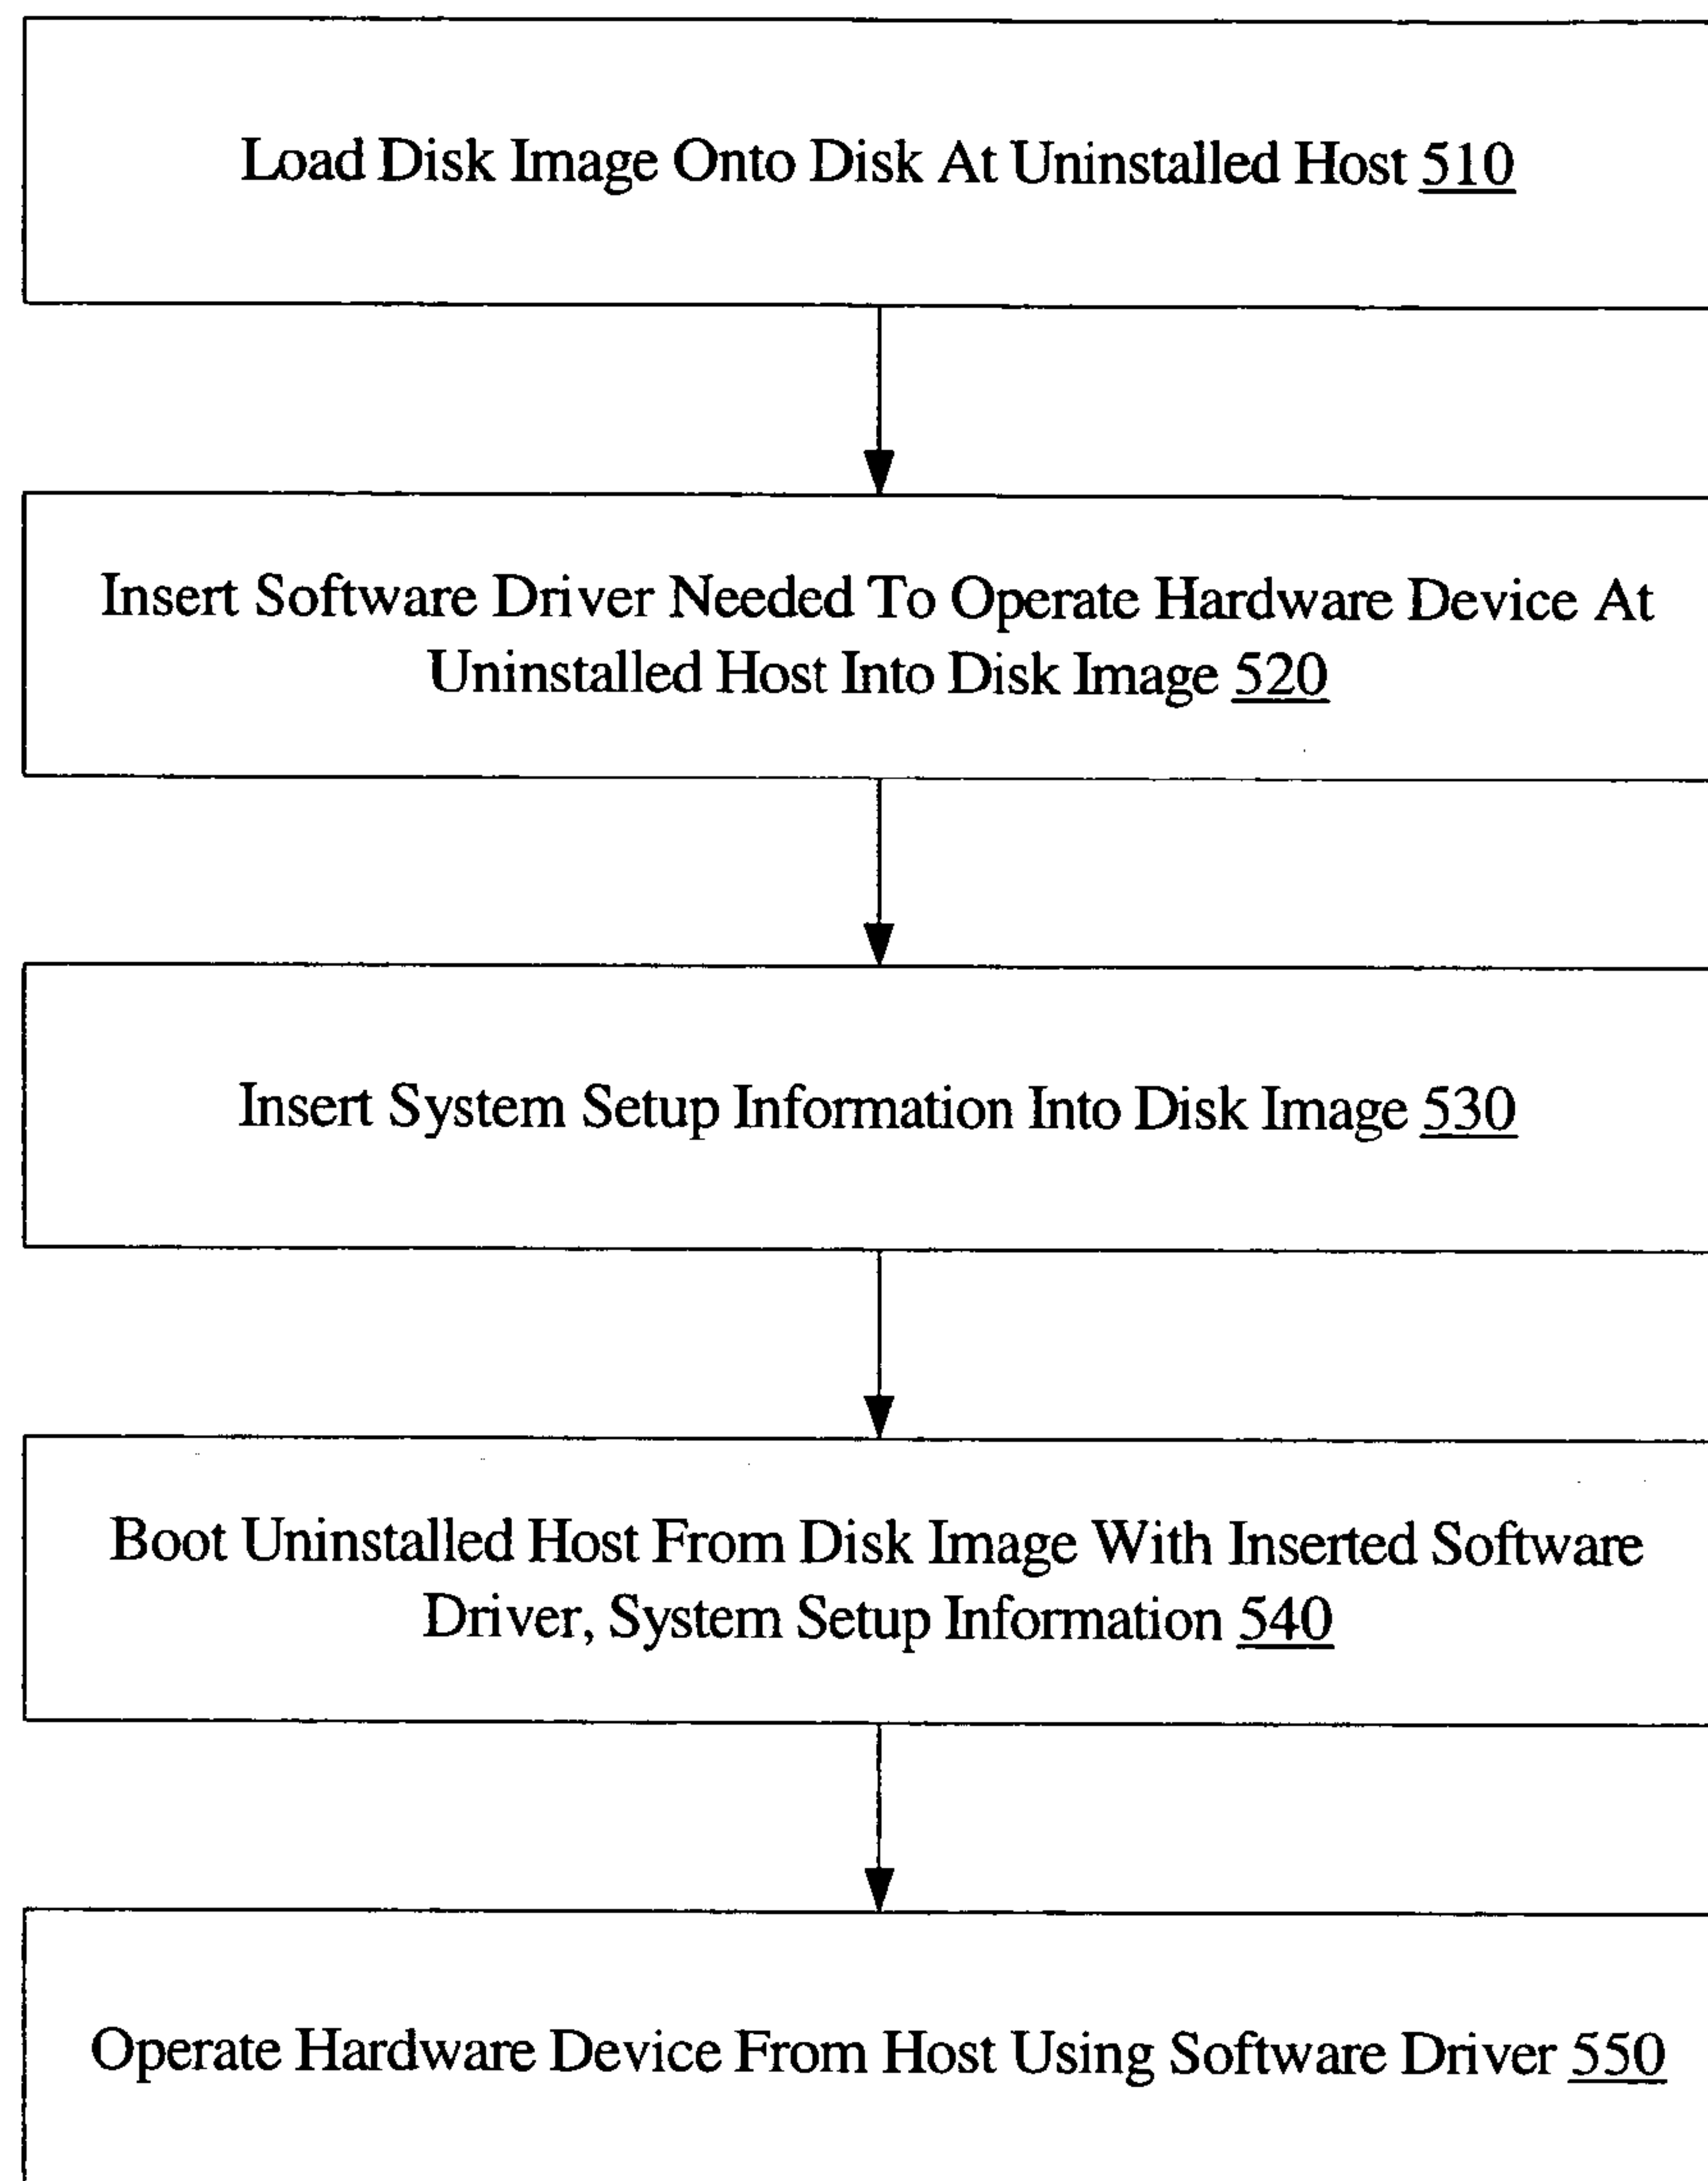 Load Disk Image Onto Disk At Uninstalled Host 510
Insert Software Driver Needed To Operate Hardware Device At
Uninstalled Host Into Disk Image 520
Insert System Setup Information Into Disk Image 530
Boot Uninstalled Host From Disk Image With Inserted Software
Driver, System Setup Information 540
Operate Hardware Device From Host Using Software Driver 550